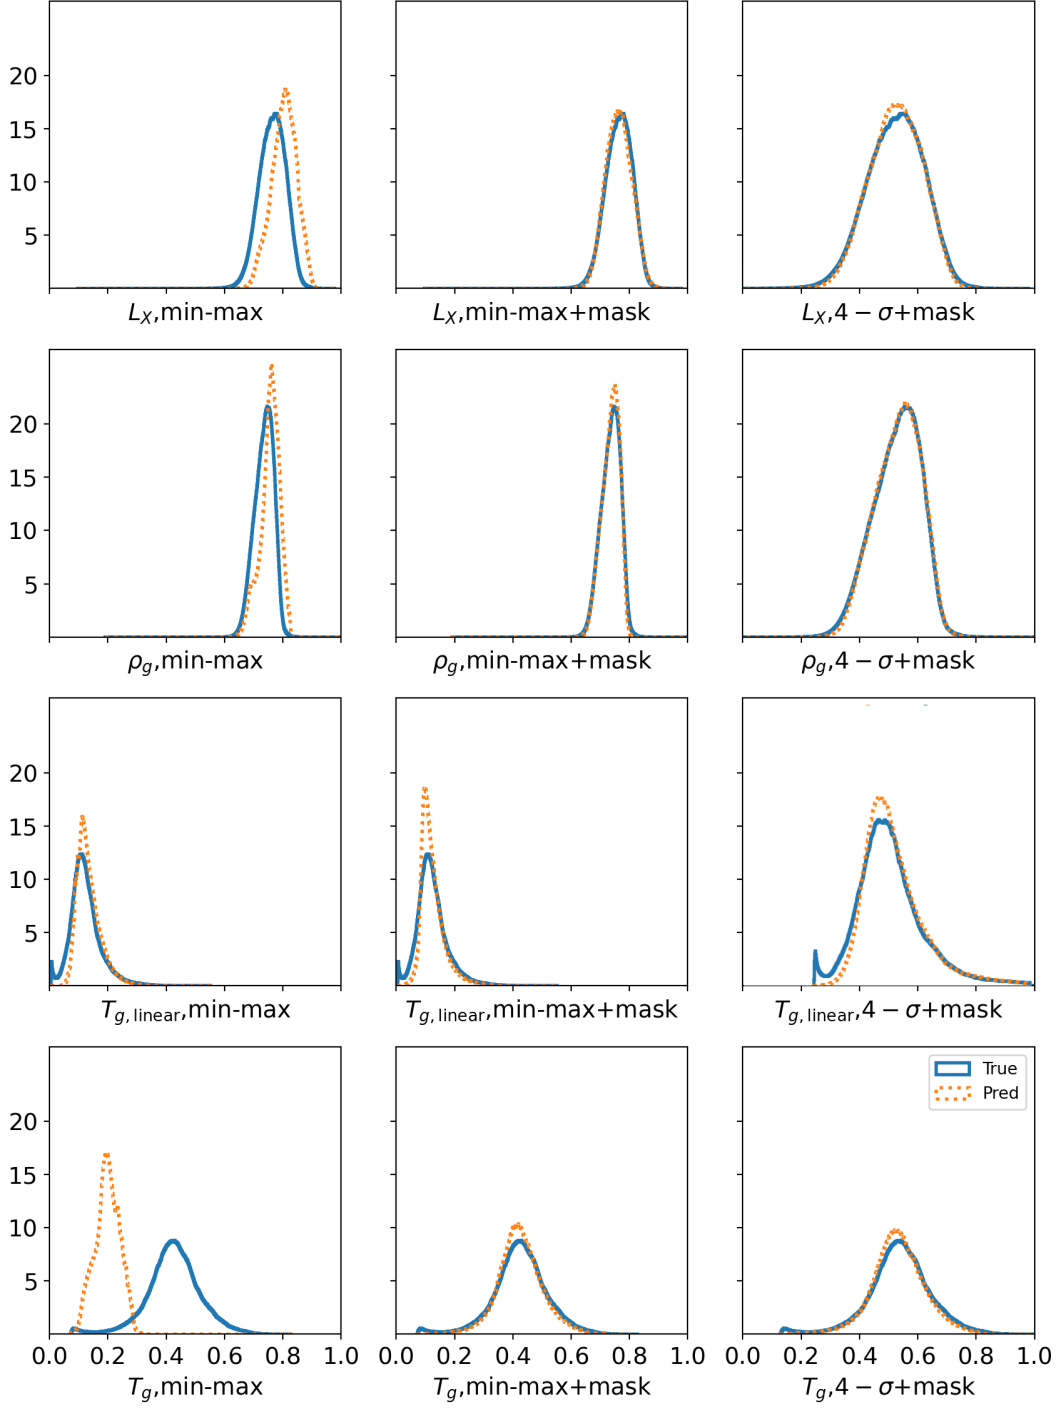 20
15
10
5
L_X,min-max
L_X,min-max+mask
L_X,4 − σ+mask
20
15
10
5
ρ_g,min-max
ρ_g,min-max+mask
ρ_g,4 − σ+mask
20
15
10
5
T_g, linear,min-max
T_g, linear,min-max+mask
T_g, linear,4 − σ+mask
True
Pred
20
15
10
5
0.0 0.2 0.4 0.6 0.8 1.0
0.0 0.2 0.4 0.6 0.8 1.0
0.0 0.2 0.4 0.6 0.8 1.0
T_g,min-max
T_g,min-max+mask
T_g,4 − σ+mask